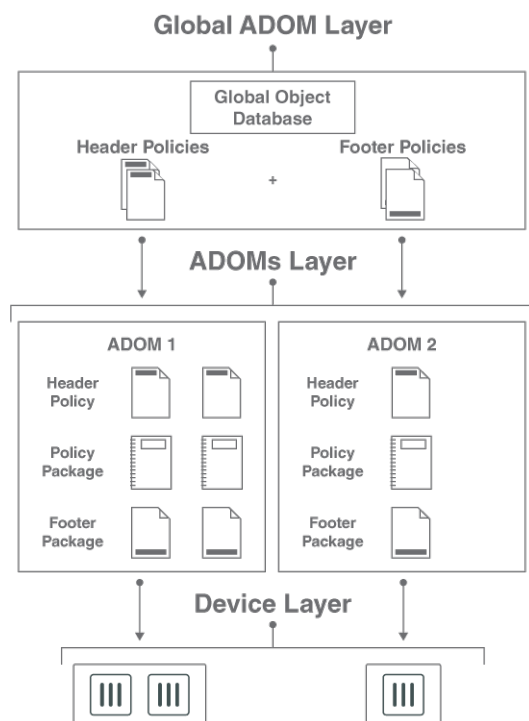 Global ADOM Layer
Global Object
Database
Header Policies
Footer Policies
+
ADOMs Layer
ADOM 1
ADOM 2
Header
Policy
Header
Policy
Policy
Package
Policy
Package
Footer
Package
Footer
Package
Device Layer